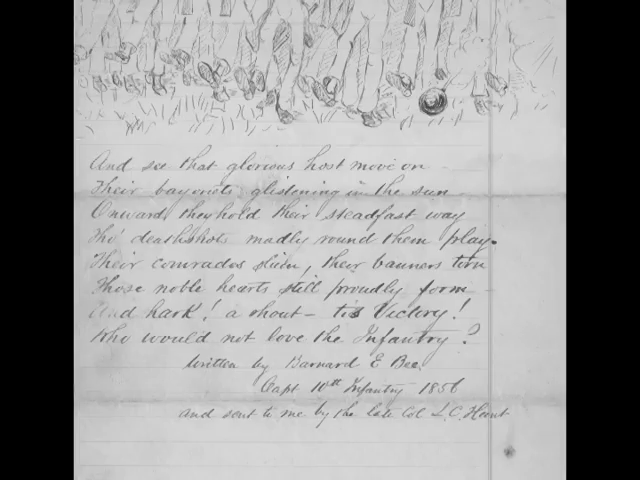 And see that glorious host move on
Their bayonets glistening in the sun
Onward they hold their steadfast way
Tho' deathshots madly round them play.
Their comrades slain, their banners torn
Those noble hearts still proudly form
And hark! a shout - tis Victory!
Who would not love the Infantry?
Written by Barnard E Bee.
Capt 10th Infantry 1856
and sent to me by the late Col L.C. Hunt